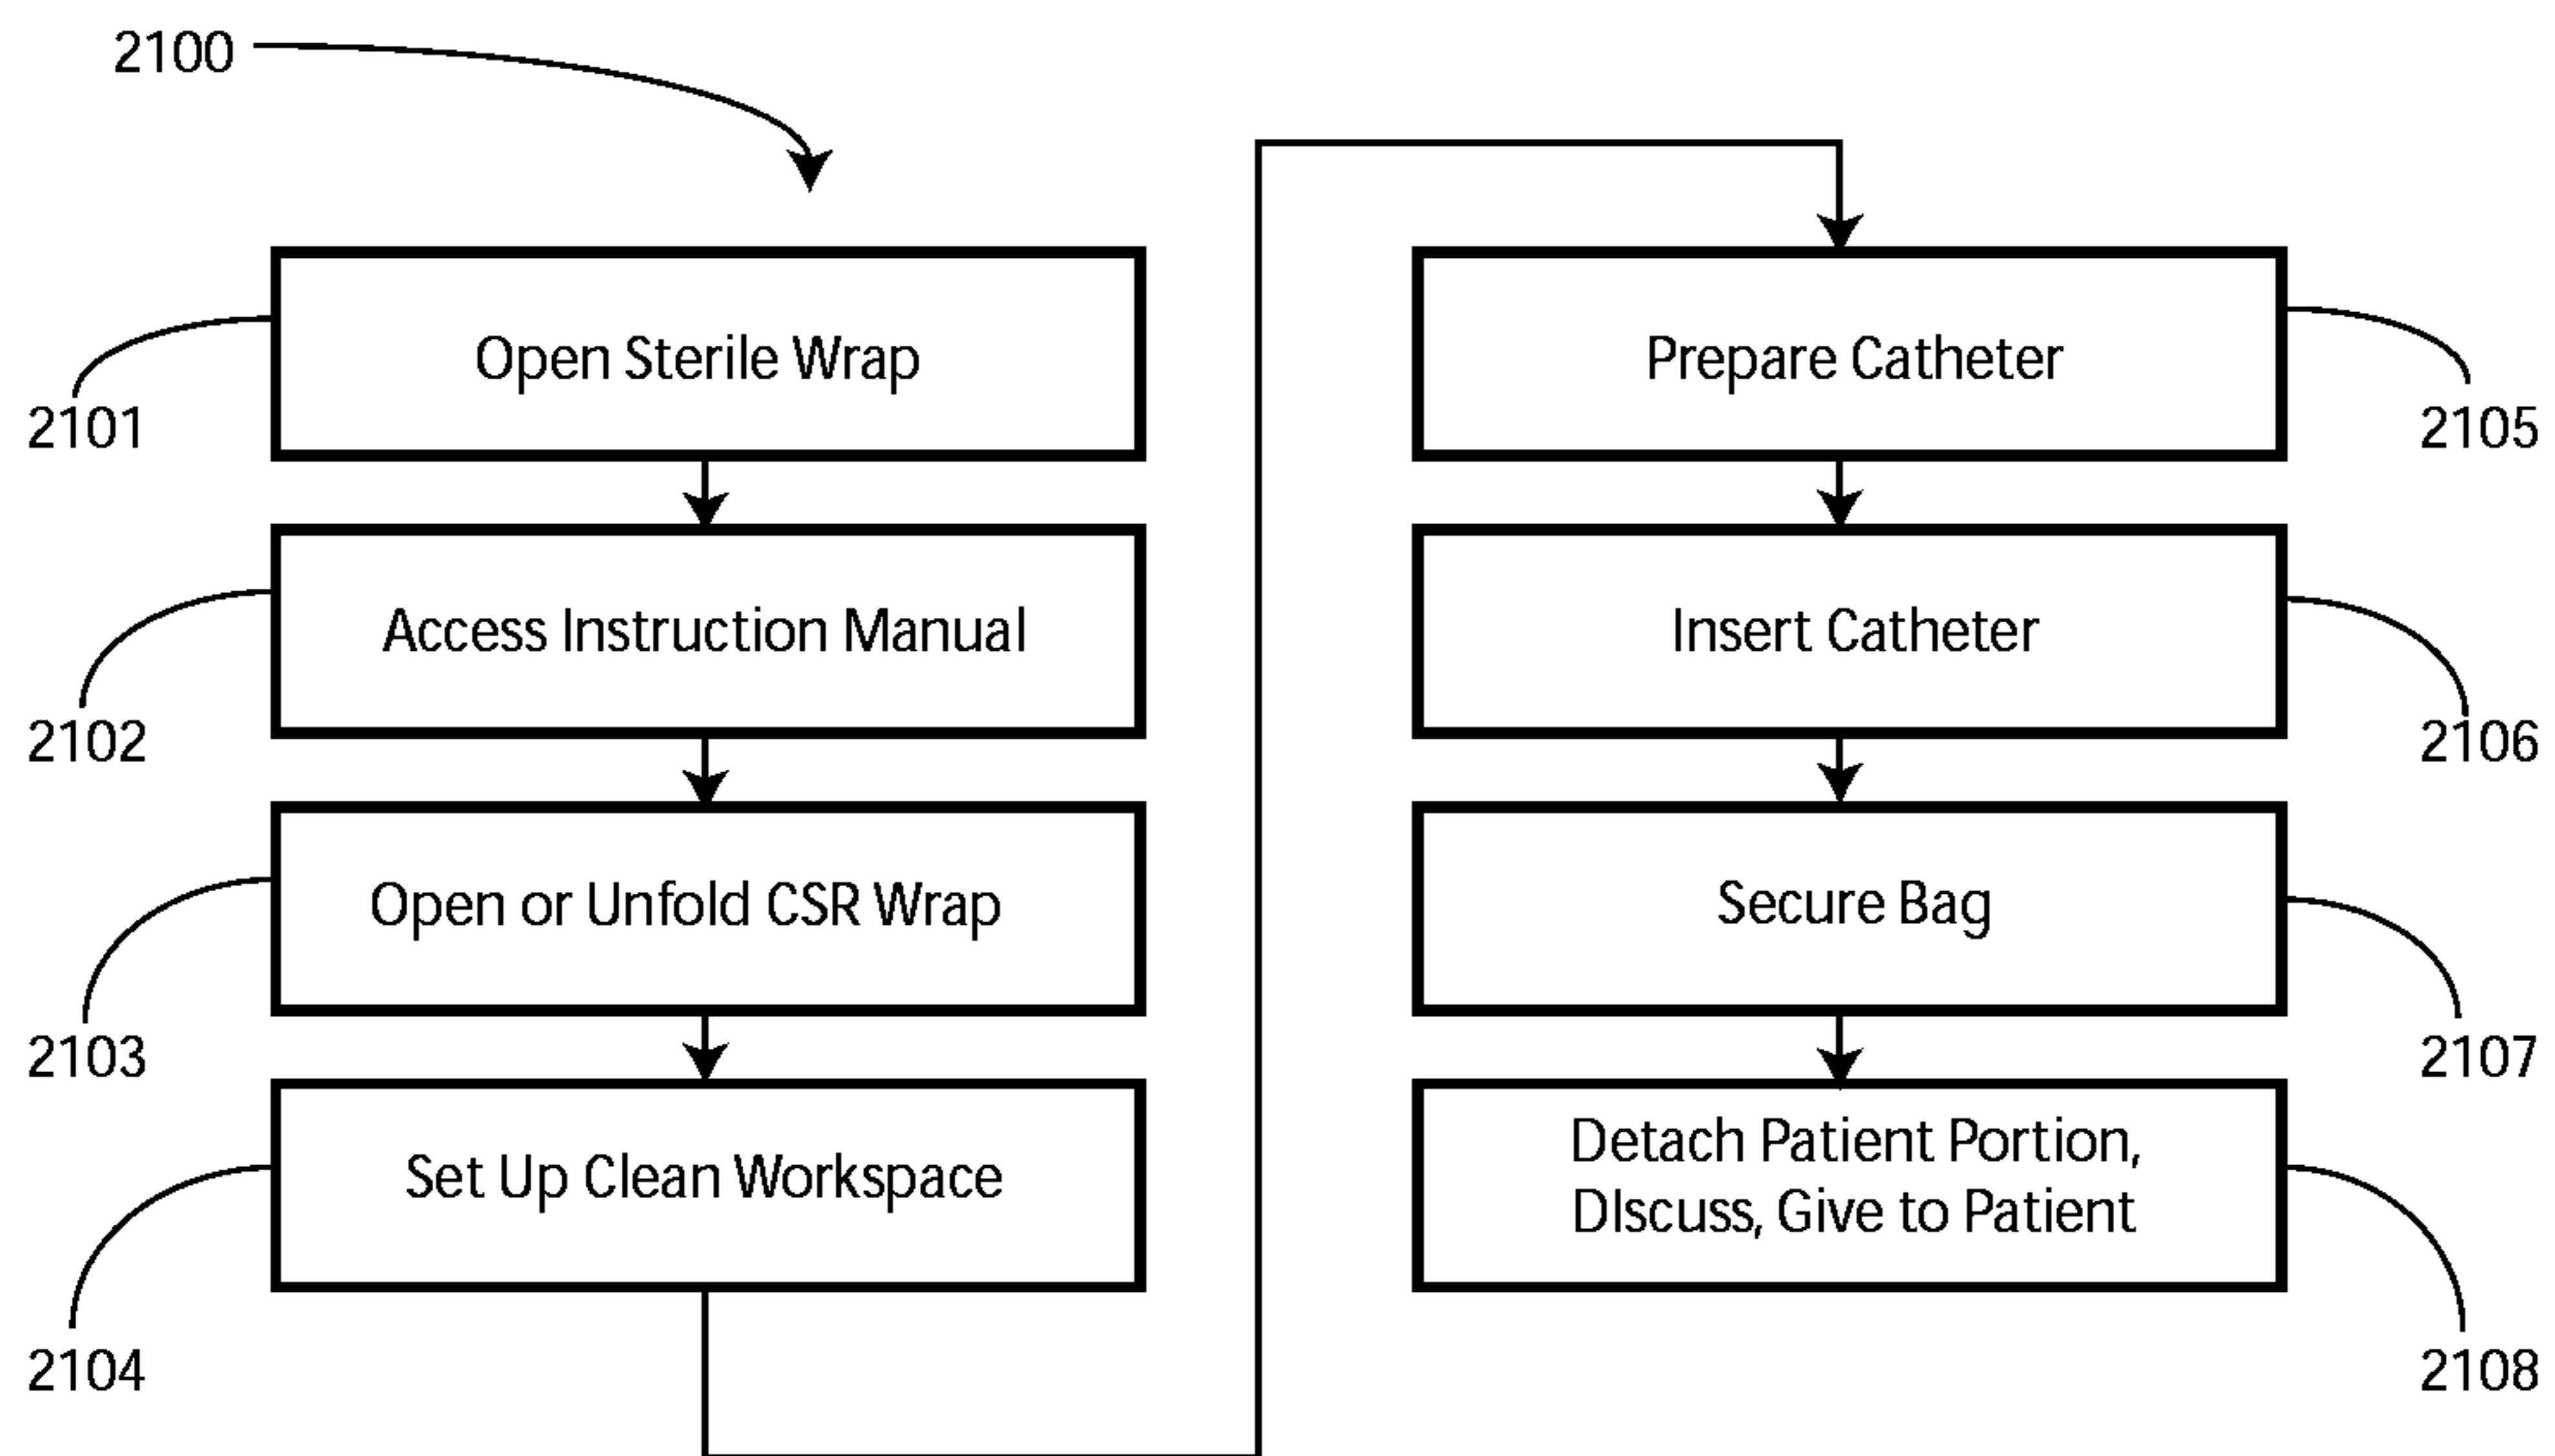 2100
Open Sterile Wrap
2101
Access Instruction Manual
2102
Open or Unfold CSR Wrap
2103
Set Up Clean Workspace
2104
Prepare Catheter
2105
Insert Catheter
2106
Secure Bag
2107
Detach Patient Portion,
DIscuss, Give to Patient
2108